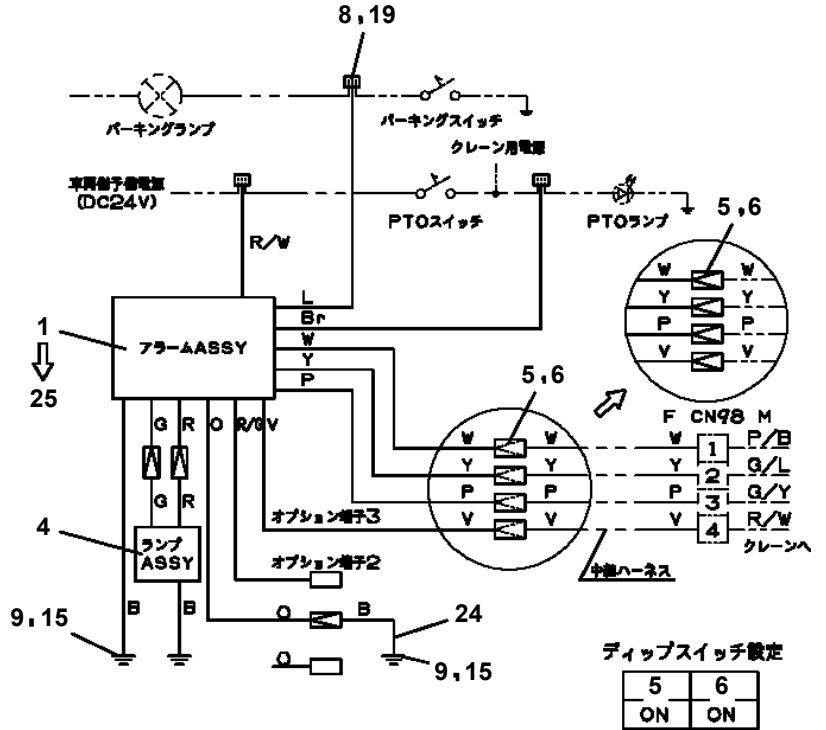 8,19
パーキングランプ
パーキングスイッチ
クレーン用電源
車両側予備電源
(DC24V)
PTOスイッチ
PTOランプ
5,6
R/W
W W
Y Y
P P
V V
L
Br
W
Y
P
1
アラームASSY
25
5,6
G R O R/G V
F CN98 M
W W W 1 P/B
Y Y Y 2 G/L
P P P 3 G/Y
V V V 4 R/W
クレーンへ
G R
オプション端子3
4
ランプ
ASSY
オプション端子2
中継ハーネス
B B
O B
24
9,15
O
9,15
ディップスイッチ設定
5 6
ON ON